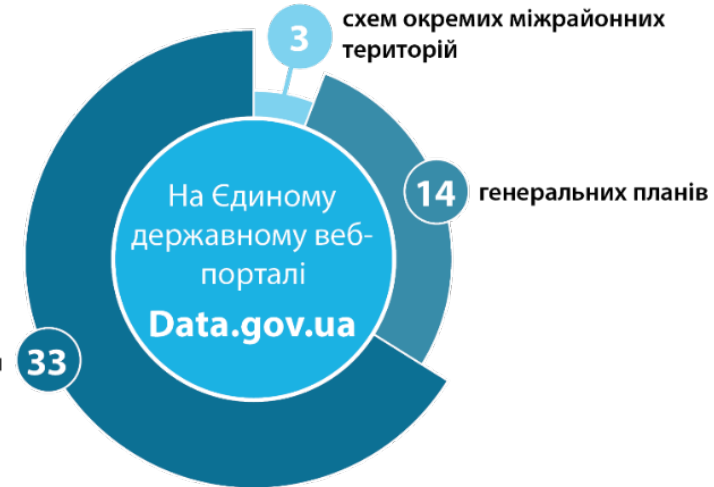 3
схем окремих міжрайонних
територій
14
генеральних планів
На Єдиному
державному веб-
порталі
Data.gov.ua
33